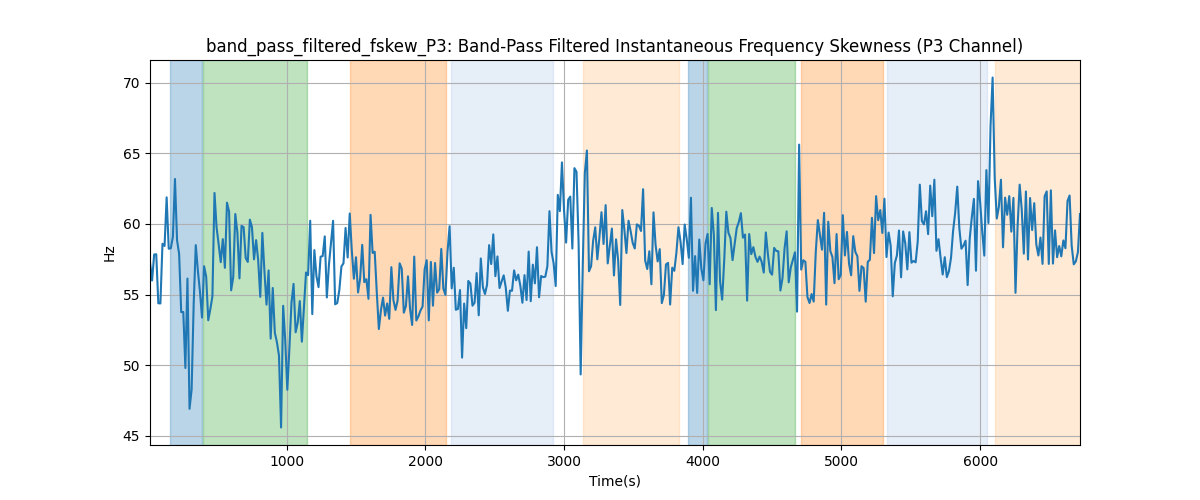 band_pass_filtered_fskew_P3: Band-Pass Filtered Instantaneous Frequency Skewness (P3 Channel)
70
65
60
55
50
45
Hz
1000 2000 3000 4000 5000 6000
Time(s)